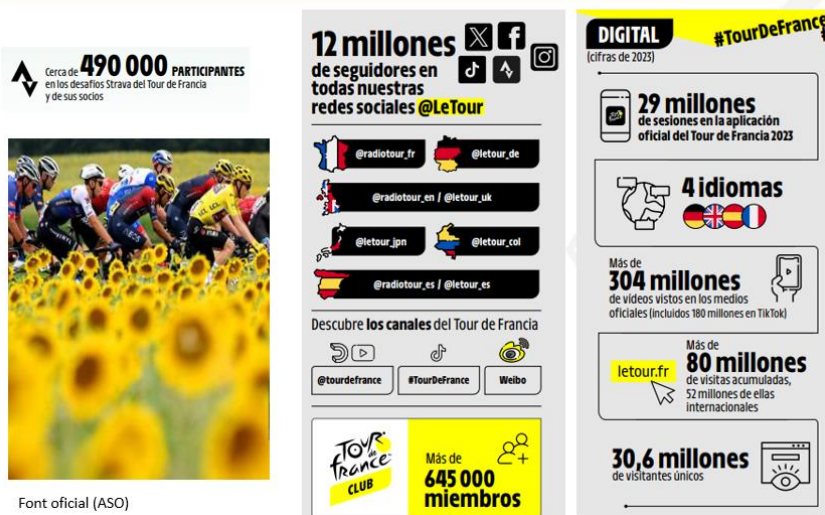 Cerca de 490 000 PARTICIPANTES
en los desafíos Strava del Tour de Francia
y de sus socios
Font oficial (ASO)
12 millones
de seguidores en
todas nuestras
redes sociales @LeTour
@radiotour_fr
@letour_de
@radiotour_en / @letour_uk
@letour_jpn
@letour_col
@radiotour_es / @letour_es
Descubre los canales del Tour de Francia
@tourdefrance
#TourDeFrance
Weibo
TOUR
de
france
CLUB
Más de
645 000
miembros
DIGITAL
#TourDeFrance
(cifras de 2023)
29 millones
de sesiones en la aplicación
oficial del Tour de Francia 2023
4 idiomas
Más de
304 millones
de vídeos vistos en los medios
oficiales (incluidos 180 millones en TikTok)
letour.fr
Más de
80 millones
de visitas acumuladas,
52 millones de ellas
internacionales
30,6 millones
de visitantes únicos